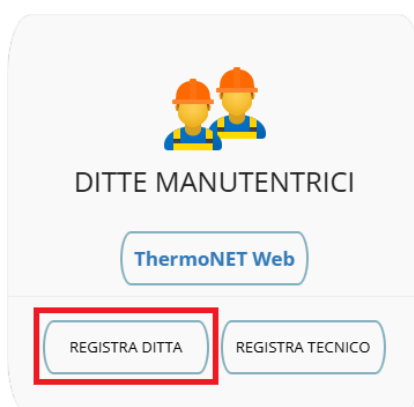 DITTE MANUTENTRICI
ThermoNET Web
REGISTRA DITTA
REGISTRA TECNICO